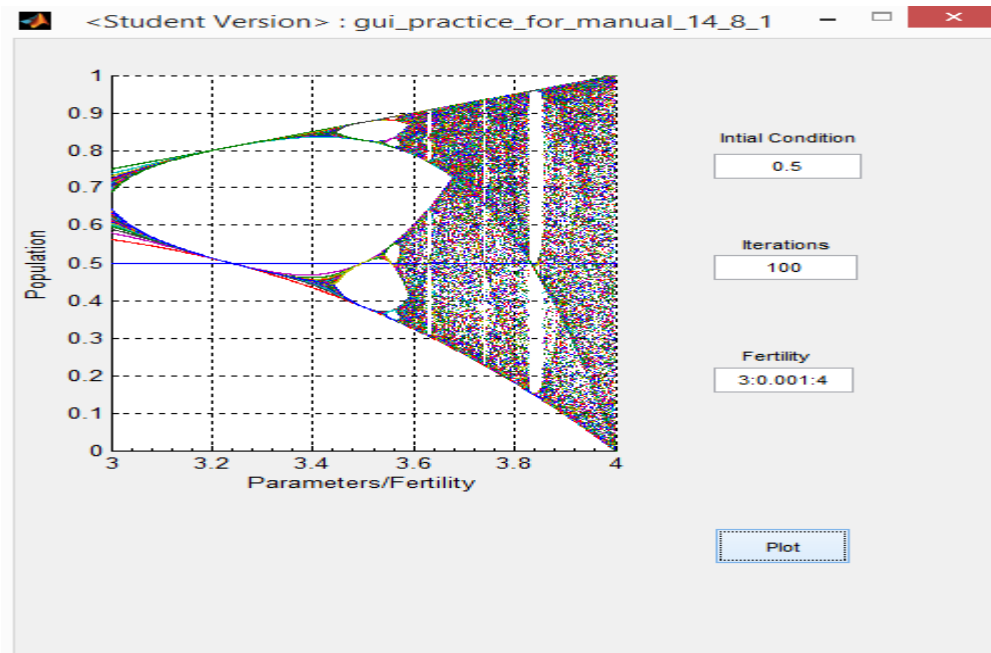 <Student Version> : gui_practice_for_manual_14_8_1
1
0.9
0.8
0.7
0.6
0.5
0.4
0.3
0.2
0.1
0
Population
3 3.2 3.4 3.6 3.8 4
Parameters/Fertility
Intial Condition
0.5
Iterations
100
Fertility
3:0.001:4
Plot